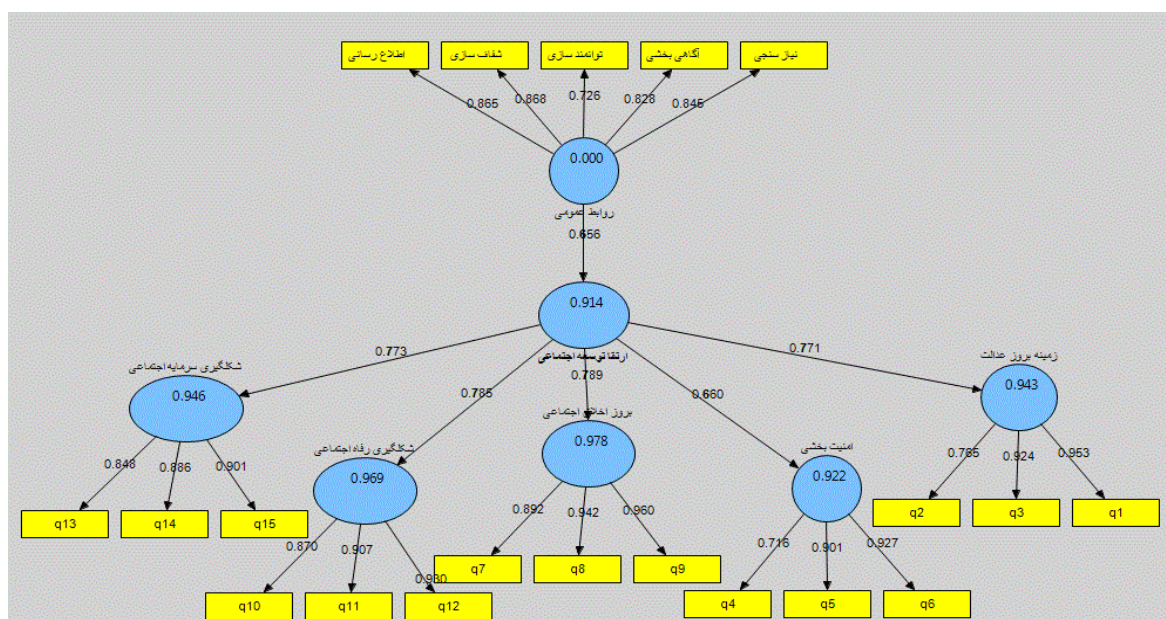 نیاز سنجی
آگاهی بخشی
توانمند سازی
شفاف سازی
اطلاع رسانی
0.845
0.828
0.726
0.868
0.865
0.000
روابط عمومی
0.656
0.914
ارتقا توسعه اجتماعی
0.771
0.660
0.789
0.785
0.773
زمینه بروز عدالت
0.943
0.953
0.924
0.765
q1
q3
q2
امنیت بخشی
0.922
0.927
0.901
0.716
q6
q5
q4
بروز اخلاق اجتماعی
0.978
0.960
0.942
0.892
q9
q8
q7
شکلگیری رفاه اجتماعی
0.969
0.930
0.907
0.870
q12
q11
q10
شکلگیری سرمایه اجتماعی
0.946
0.901
0.886
0.848
q15
q14
q13